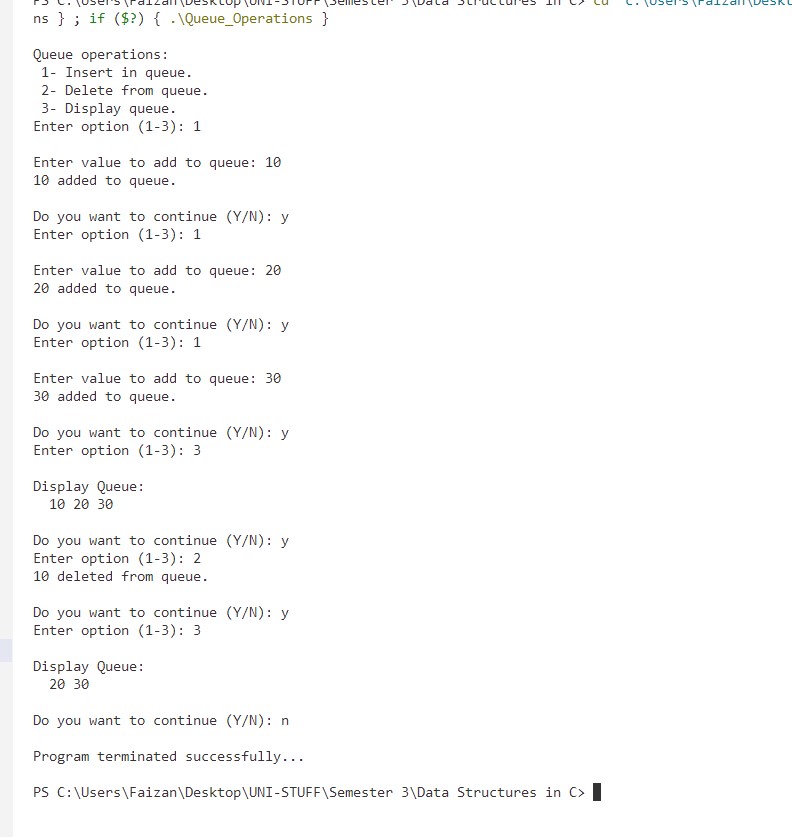 PS C:\Users\Faizan\Desktop\UNI-STUFF\Semester 3\Data Structures in C> cd "C:\Users\Faizan\Deskt
ns } ; if ($?) { .\Queue_Operations }
Queue operations:
1- Insert in queue.
2- Delete from queue.
3- Display queue.
Enter option (1-3): 1
Enter value to add to queue: 10
10 added to queue.
Do you want to continue (Y/N): y
Enter option (1-3): 1
Enter value to add to queue: 20
20 added to queue.
Do you want to continue (Y/N): y
Enter option (1-3): 1
Enter value to add to queue: 30
30 added to queue.
Do you want to continue (Y/N): y
Enter option (1-3): 3
Display Queue:
10 20 30
Do you want to continue (Y/N): y
Enter option (1-3): 2
10 deleted from queue.
Do you want to continue (Y/N): y
Enter option (1-3): 3
Display Queue:
20 30
Do you want to continue (Y/N): n
Program terminated successfully...
PS C:\Users\Faizan\Desktop\UNI-STUFF\Semester 3\Data Structures in C>